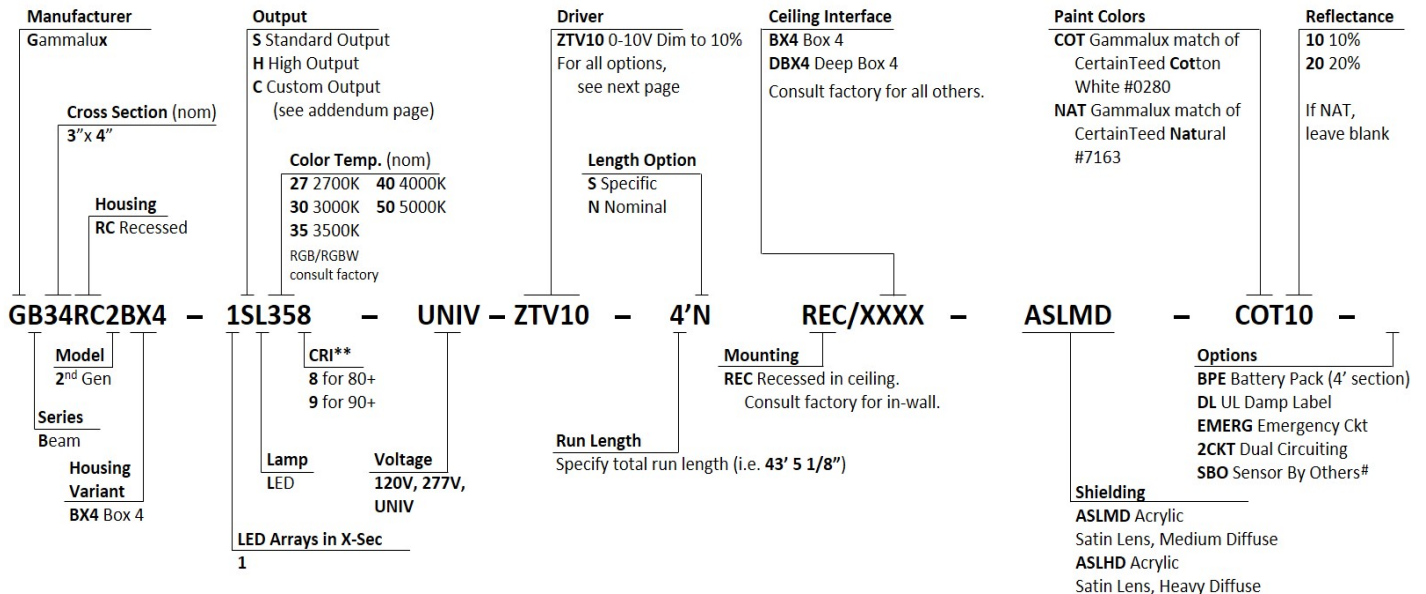 Manufacturer
Gammalux
Cross Section (nom)
3”x 4”
Housing
RC Recessed
Output
S Standard Output
H High Output
C Custom Output
(see addendum page)
Color Temp. (nom)
27 2700K 40 4000K
30 3000K 50 5000K
35 3500K
RGB/RGBW
consult factory
Driver
ZTV10 0-10V Dim to 10%
For all options,
see next page
Length Option
S Specific
N Nominal
Ceiling Interface
BX4 Box 4
DBX4 Deep Box 4
Consult factory for all others.
Paint Colors
COT Gammalux match of
CertainTeed Cotton
White #0280
NAT Gammalux match of
CertainTeed Natural
#7163
Reflectance
10 10%
20 20%
If NAT,
leave blank
GB34RC2BX4 – 1SL358 – UNIV – ZTV10 – 4’N REC/XXXX – ASLMD – COT10 –
Model
2nd Gen
Series
Beam
Housing
Variant
BX4 Box 4
CRI**
8 for 80+
9 for 90+
Lamp
LED
LED Arrays in X-Sec
1
Voltage
120V, 277V,
UNIV
Run Length
Specify total run length (i.e. 43’ 5 1/8”)
Mounting
REC Recessed in ceiling.
Consult factory for in-wall.
Options
BPE Battery Pack (4’ section)
DL UL Damp Label
EMERG Emergency Ckt
2CKT Dual Circuiting
SBO Sensor By Others#
Shielding
ASLMD Acrylic
Satin Lens, Medium Diffuse
ASLHD Acrylic
Satin Lens, Heavy Diffuse